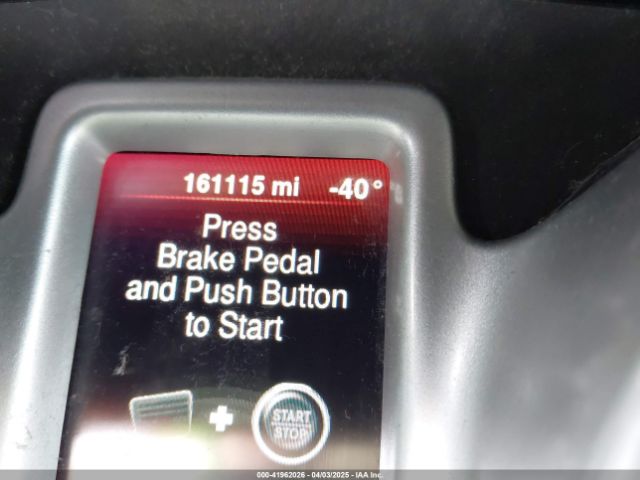 161115 mi -40°
Press
Brake Pedal
and Push Button
to Start
START
STOP
000-41962026 - 04/03/2025 - IAA Inc.